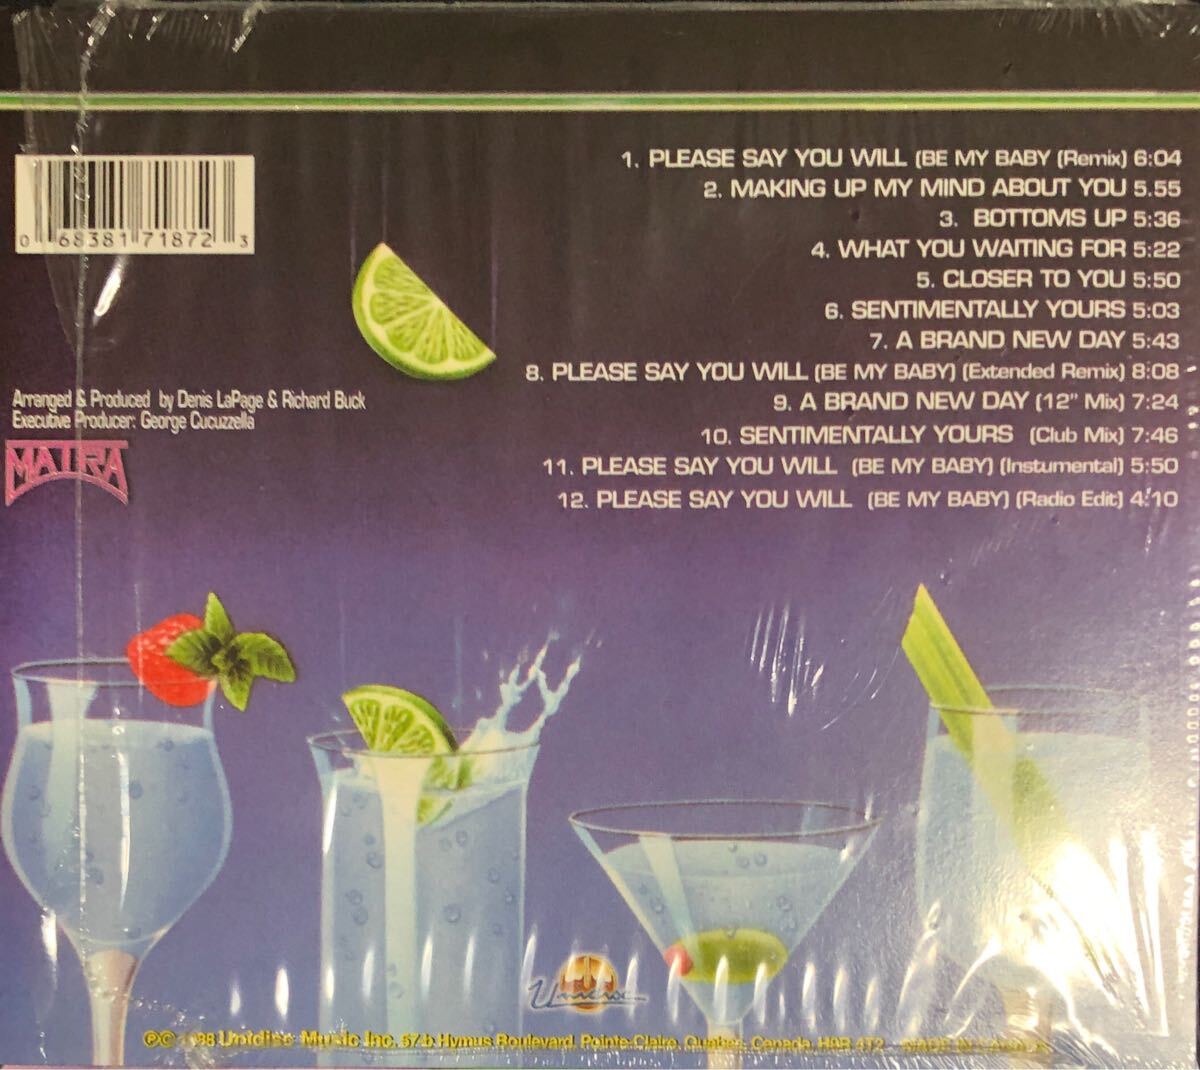 1. PLEASE SAY YOU WILL (BE MY BABY (Remix) 6:04
2. MAKING UP MY MIND ABOUT YOU 5.55
3. BOTTOMS UP 5:36
4. WHAT YOU WAITING FOR 5:22
5. CLOSER TO YOU 5:50
6. SENTIMENTALLY YOURS 5:03
7. A BRAND NEW DAY 5:43
8. PLEASE SAY YOU WILL (BE MY BABY) (Extended Remix) 8:08
9. A BRAND NEW DAY (12" Mix) 7:24
10. SENTIMENTALLY YOURS (Club Mix) 7:46
11. PLEASE SAY YOU WILL (BE MY BABY) (Instumental) 5:50
12. PLEASE SAY YOU WILL (BE MY BABY) (Radio Edit) 4:10
0 68381 71872 3
Arranged & Produced by Denis LaPage & Richard Buck
Executive Producer: George Cucuzzella
MATRA
Unidisc
℗© Unidisc Music Inc. 57-b Hymus Boulevard, Pointe-Claire, Quebec, Canada, H9R 4T2 MADE IN CANADA